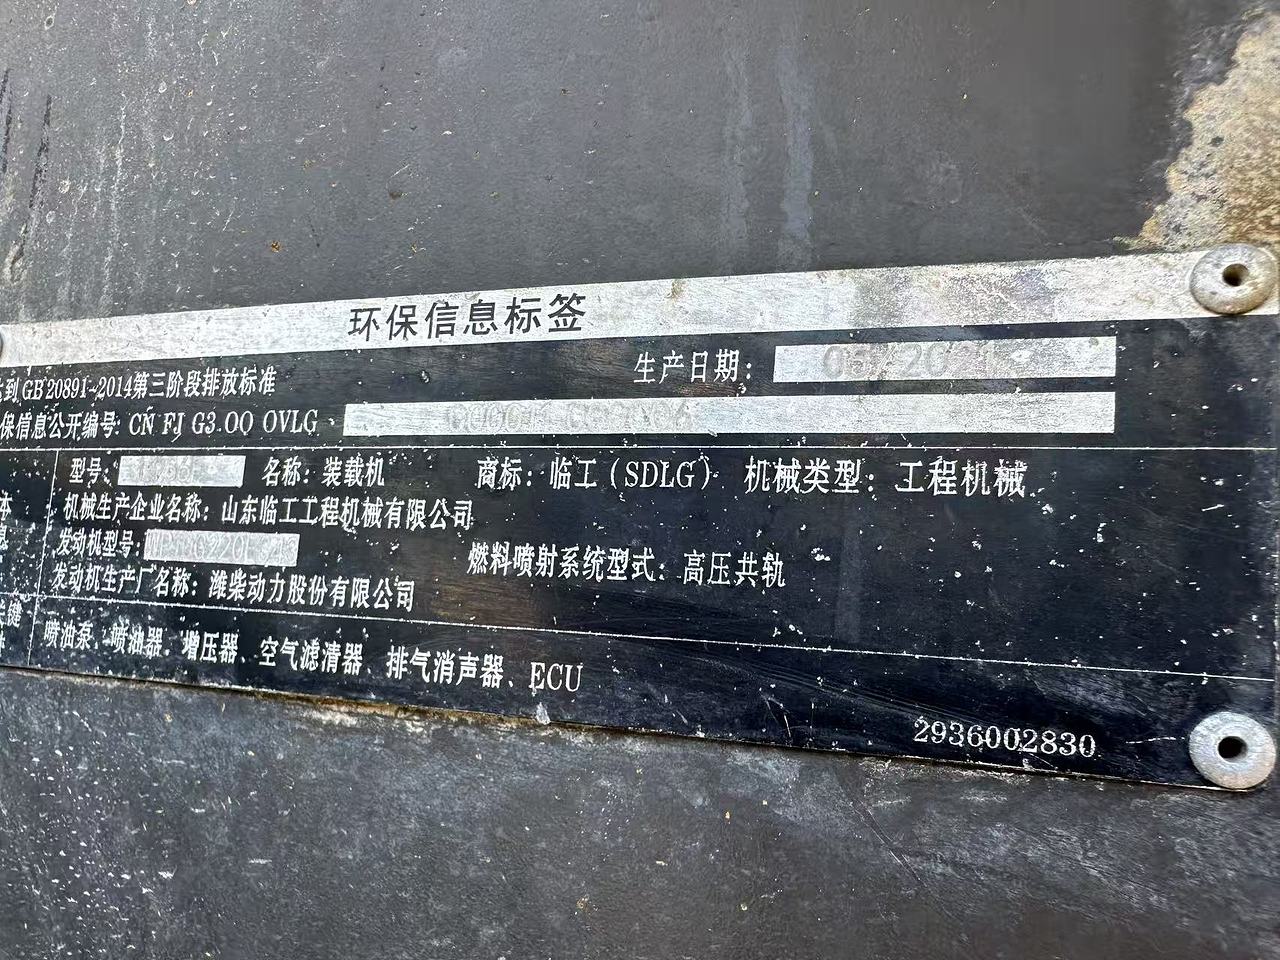 环保信息标签
到GB 20891-2014第三阶段排放标准
生产日期:
保信息公开编号: CN FJ G3 OO OVLG
型号: 名称: 装载机 商标: 临工(SDLG) 机械类型: 工程机械
机械生产企业名称: 山东临工工程机械有限公司
发动机型号: 燃料喷射系统型式: 高压共轨
发动机生产厂名称: 潍柴动力股份有限公司
键
喷油泵、喷油器、增压器、空气滤清器、排气消声器、ECU
2936002830